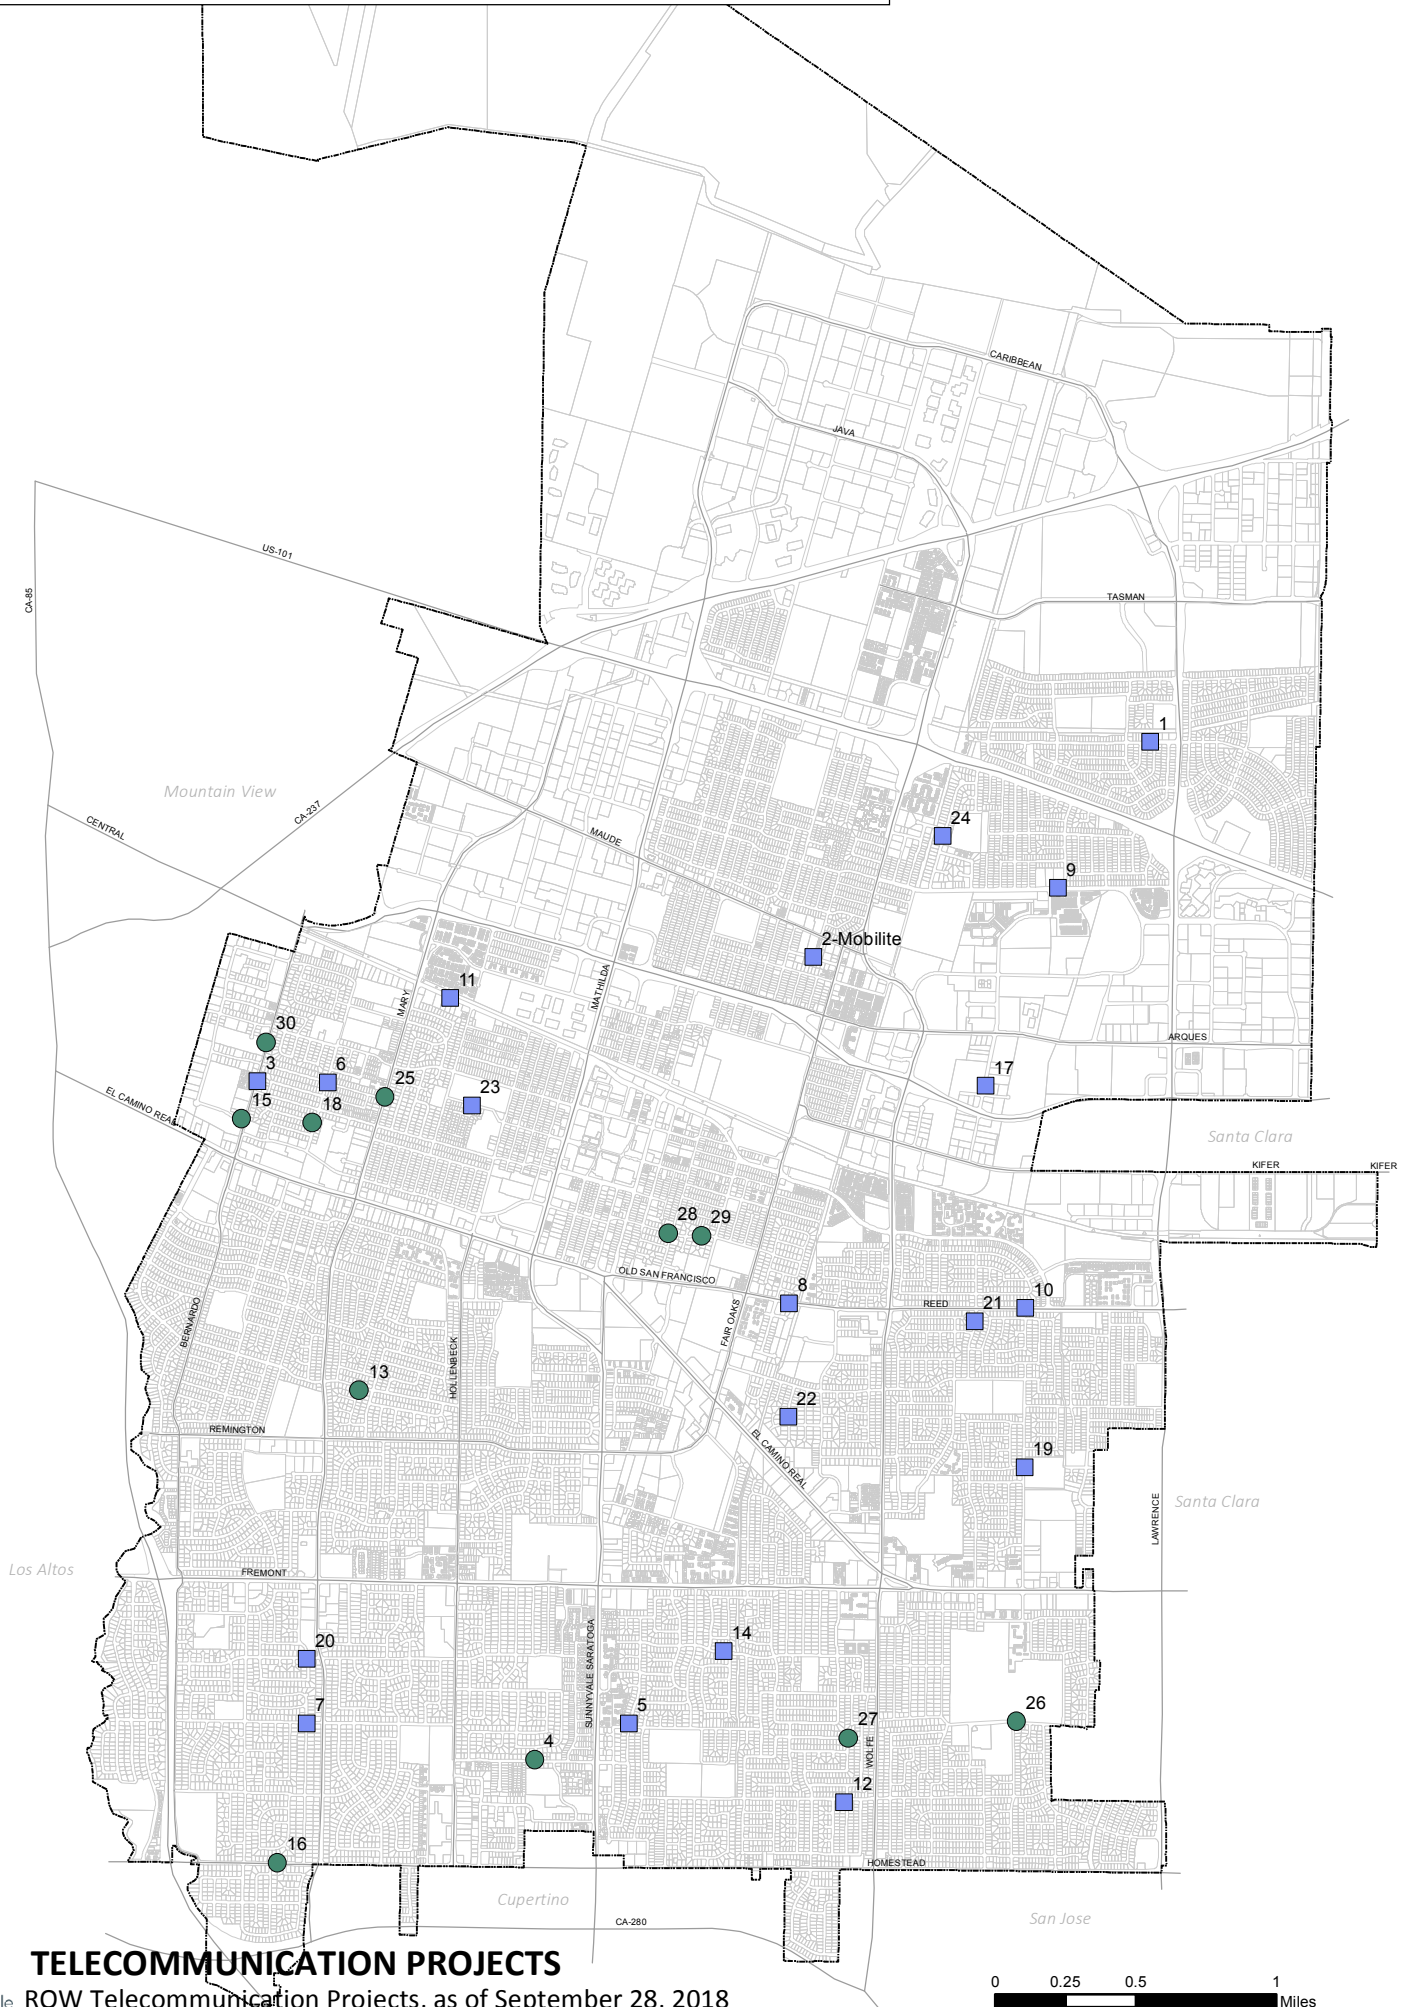 CARIBBEAN
JAVA
US-101
CA-85
TASMAN
1
Mountain View
CA-237
CENTRAL
MAUDE
24
9
2-Mobilite
11
MARY
MATHILDA
30
3
6
25
23
15
18
17
ARQUES
EL CAMINO REAL
Santa Clara
KIFER
KIFER
28
29
OLD SAN FRANCISCO
8
REED
21
10
BERNARDO
FAIR OAKS
HOLLENBECK
13
22
REMINGTON
EL CAMINO REAL
19
LAWRENCE
Santa Clara
Los Altos
FREMONT
20
14
SUNNYVALE SARATOGA
7
5
26
27
4
WOLFE
12
16
HOMESTEAD
Cupertino
San Jose
CA-280
TELECOMMUNICATION PROJECTS
ROW Telecommunication Projects, as of September 28, 2018
0 0.25 0.5 1
Miles